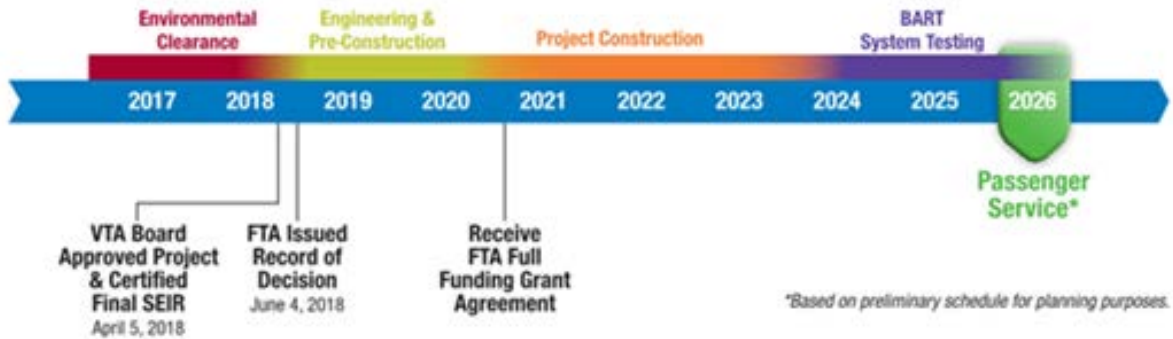 Environmental
Clearance
Engineering &
Pre-Construction
Project Construction
BART
System Testing
2017 2018 2019 2020 2021 2022 2023 2024 2025 2026
Passenger
Service*
VTA Board
Approved Project
& Certified
Final SEIR
April 5, 2018
FTA Issued
Record of
Decision
June 4, 2018
Receive
FTA Full
Funding Grant
Agreement
*Based on preliminary schedule for planning purposes.